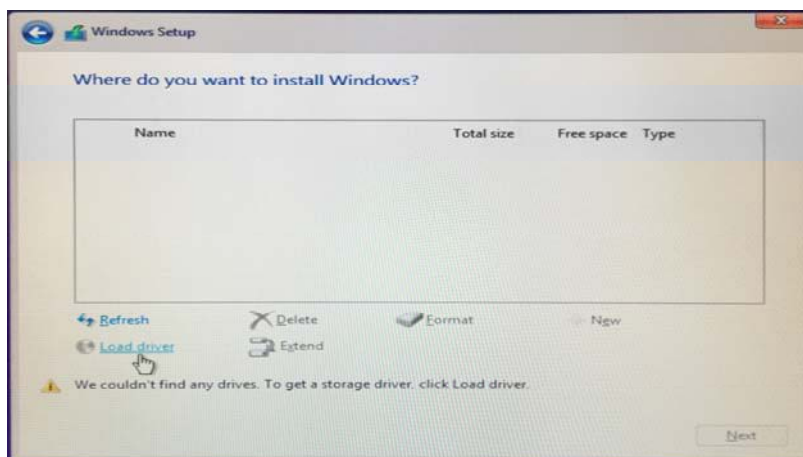 Windows Setup
Where do you want to install Windows?
Name Total size Free space Type
Refresh Delete Format New
Load driver Extend
We couldn't find any drives. To get a storage driver, click Load driver.
Next